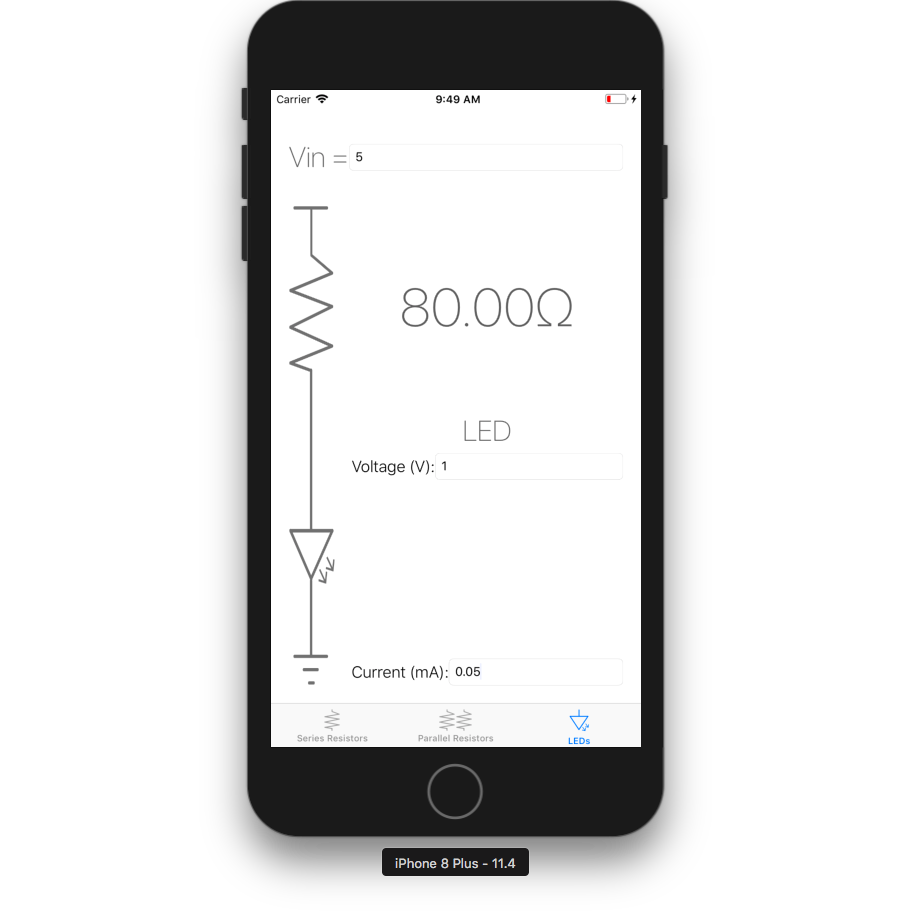 Carrier 9:49 AM
Vin = 5
80.00Ω
LED
Voltage (V): 1
Current (mA): 0.05
Series Resistors Parallel Resistors LEDs
iPhone 8 Plus - 11.4